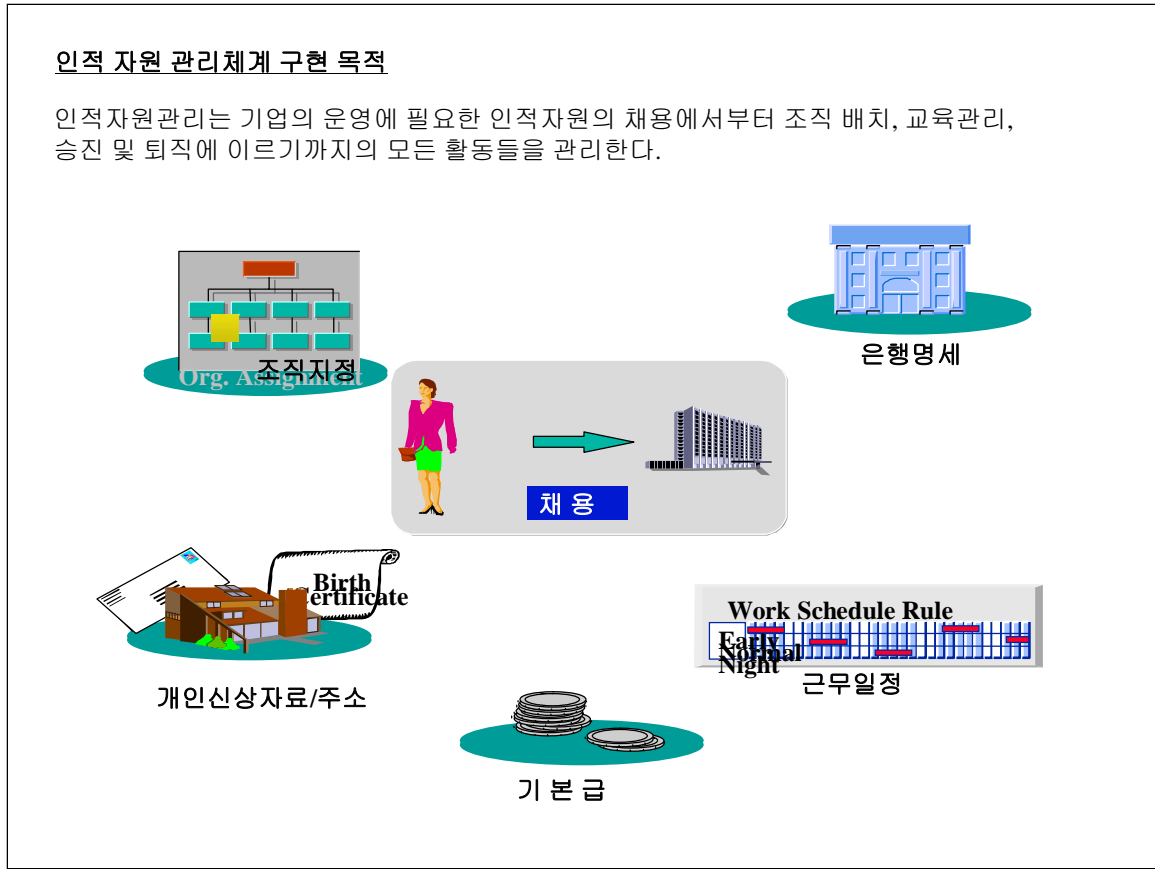 인적 자원 관리체계 구현 목적
인적자원관리는 기업의 운영에 필요한 인적자원의 채용에서부터 조직 배치, 교육관리,
승진 및 퇴직에 이르기까지의 모든 활동들을 관리한다.
은행명세
조직지정
Org. Assignment
채 용
Birth
Certificate
Work Schedule Rule
Early
Normal
Night
근무일정
개인신상자료/주소
기 본 급